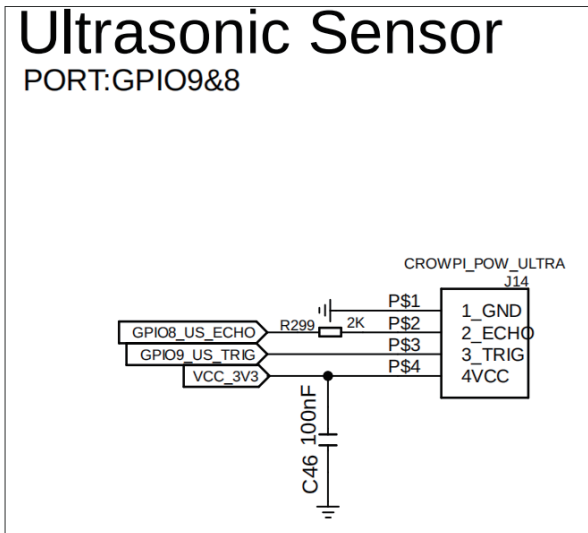 Ultrasonic Sensor
PORT:GPIO9&8
CROWPI_POW_ULTRA
J14
P$1
1_GND
GPIO8_US_ECHO
R299
2K
P$2
2_ECHO
GPIO9_US_TRIG
P$3
3_TRIG
VCC_3V3
P$4
4VCC
C46 100nF